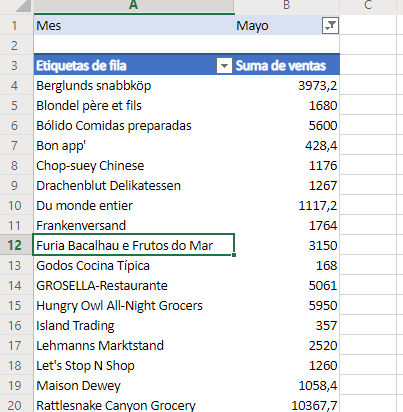 A B C
1 Mes Mayo
2
3 Etiquetas de fila Suma de ventas
4 Berglunds snabbköp 3973,2
5 Blondel père et fils 1680
6 Bólido Comidas preparadas 5600
7 Bon app' 428,4
8 Chop-suey Chinese 1176
9 Drachenblut Delikatessen 1267
10 Du monde entier 1117,2
11 Frankenversand 1764
12 Furia Bacalhau e Frutos do Mar 3150
13 Godos Cocina Típica 168
14 GROSELLA-Restaurante 5061
15 Hungry Owl All-Night Grocers 5950
16 Island Trading 357
17 Lehmanns Marktstand 2520
18 Let's Stop N Shop 1260
19 Maison Dewey 1058,4
20 Rattlesnake Canyon Grocery 10367,7